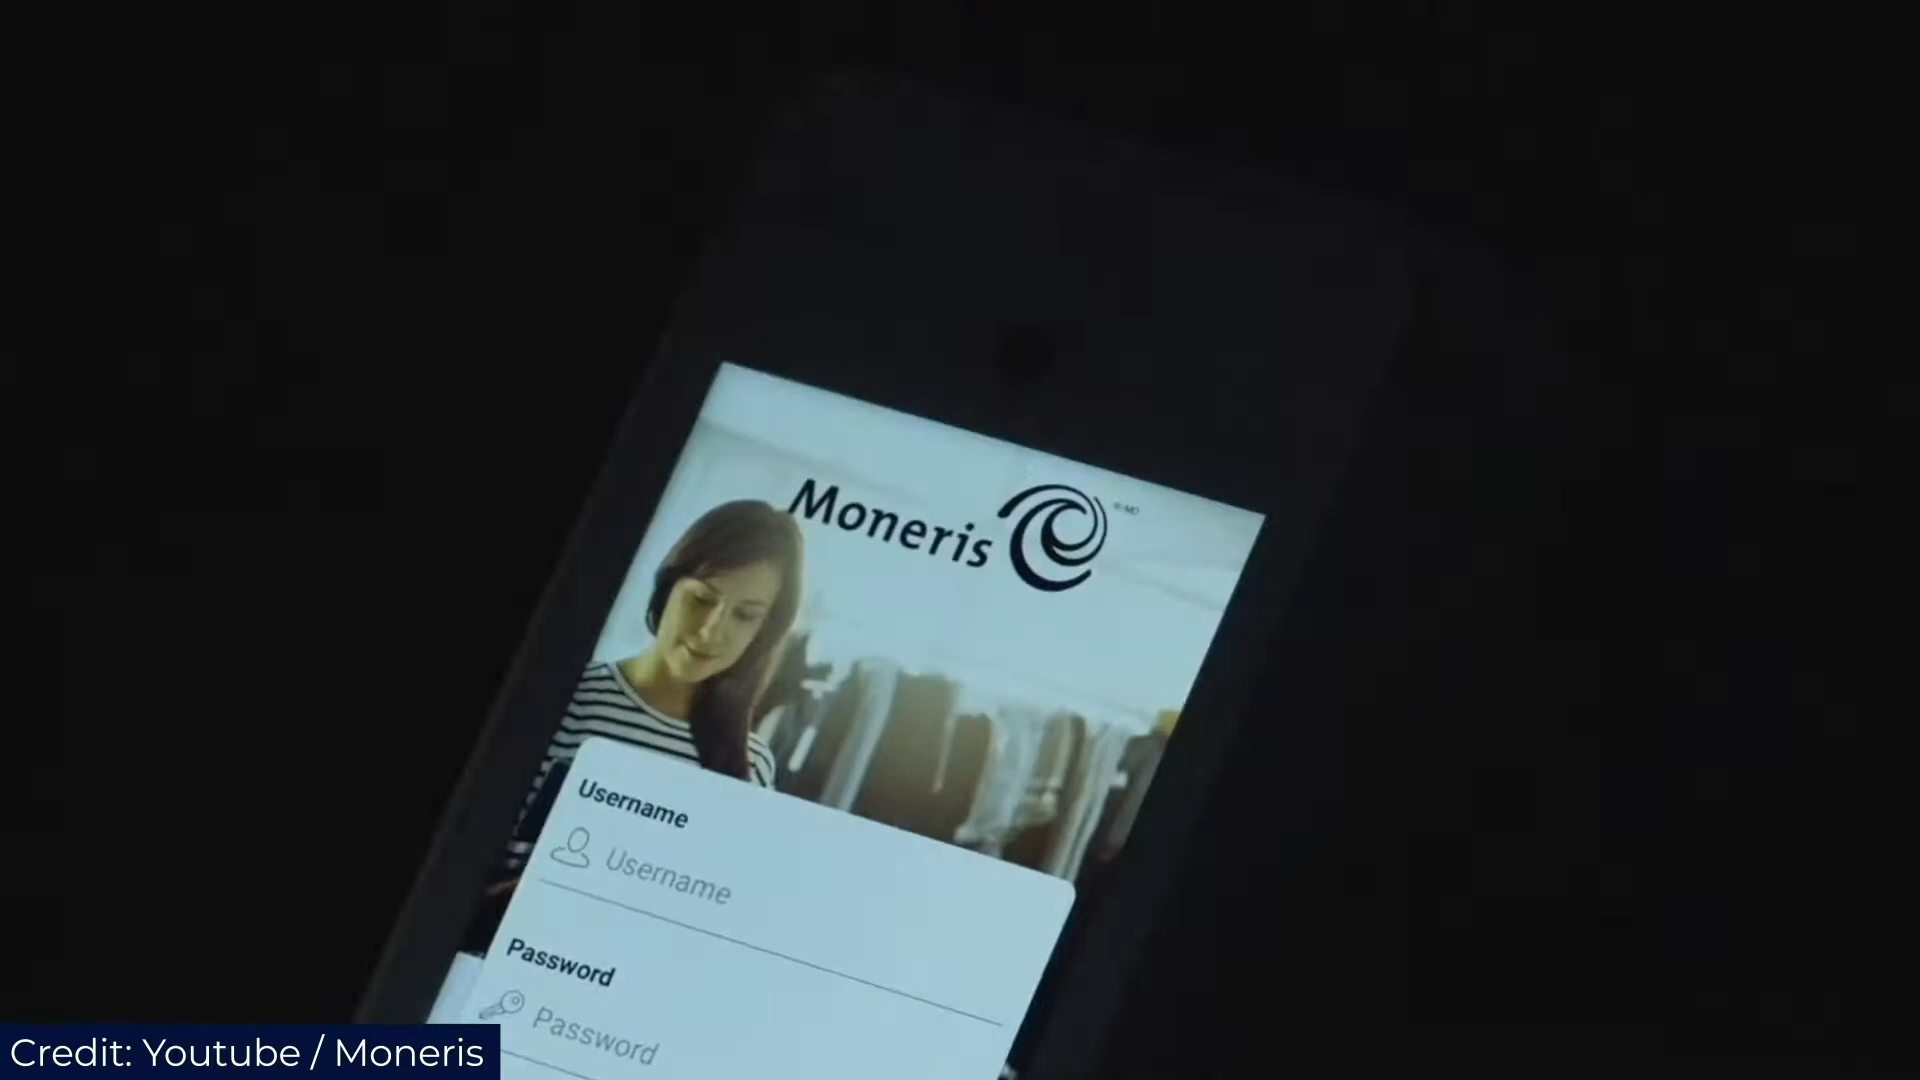 Moneris
Username
Username
Password
Password
Credit: Youtube / Moneris